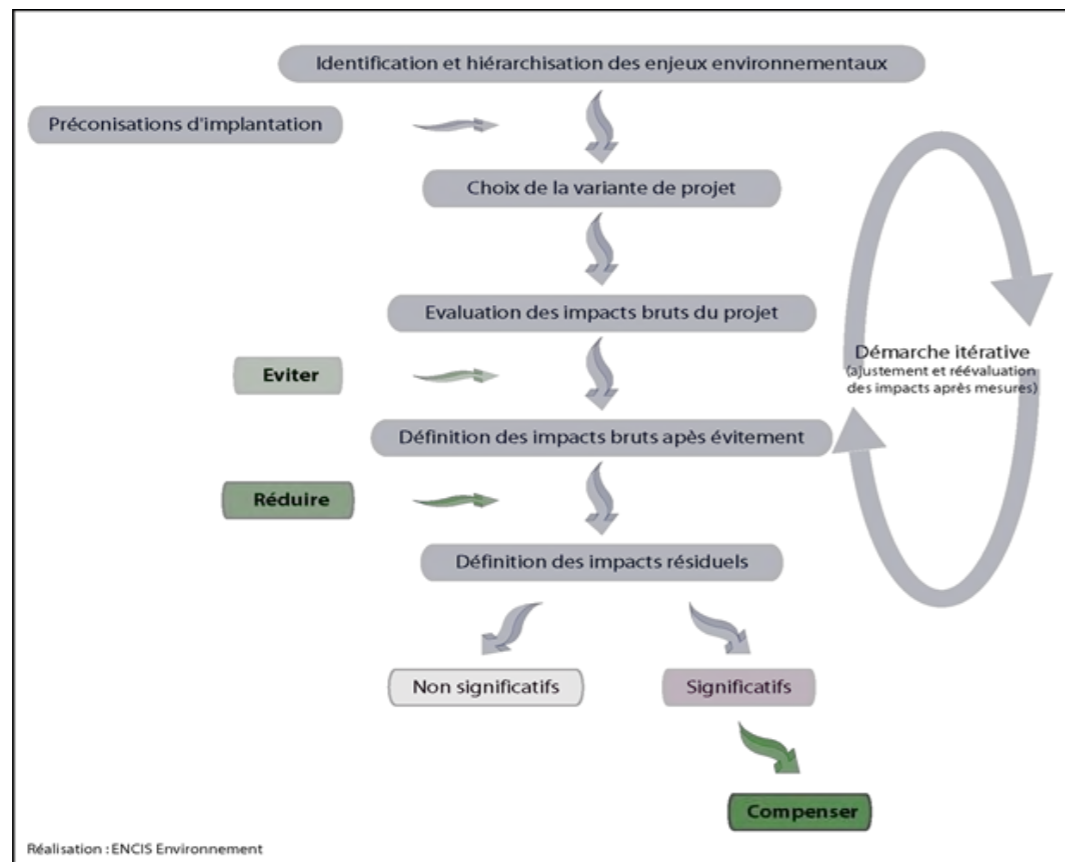 Identification et hiérarchisation des enjeux environnementaux
Préconisations d'implantation
Choix de la variante de projet
Evaluation des impacts bruts du projet
Démarche itérative
(ajustement et réévaluation
des impacts après mesures)
Eviter
Définition des impacts bruts apès évitement
Réduire
Définition des impacts résiduels
Non significatifs
Significatifs
Compenser
Réalisation : ENCIS Environnement